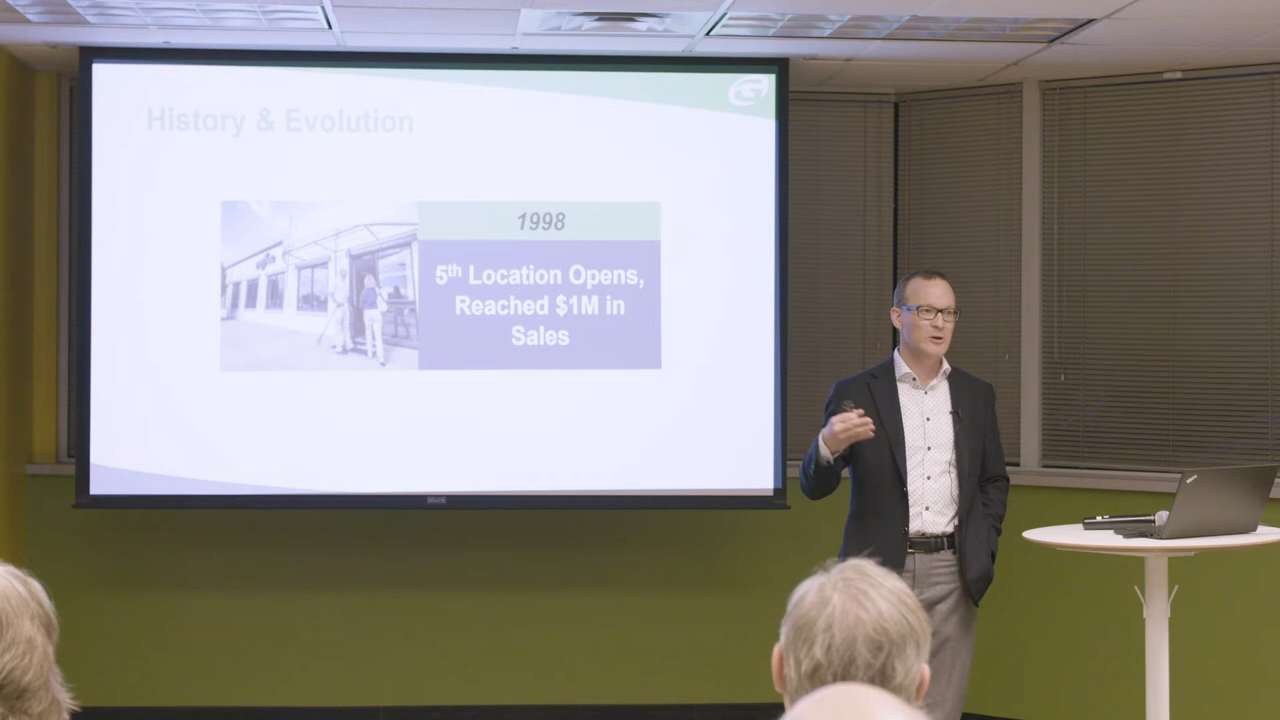 History & Evolution
1998
5th Location Opens,
Reached $1M in
Sales